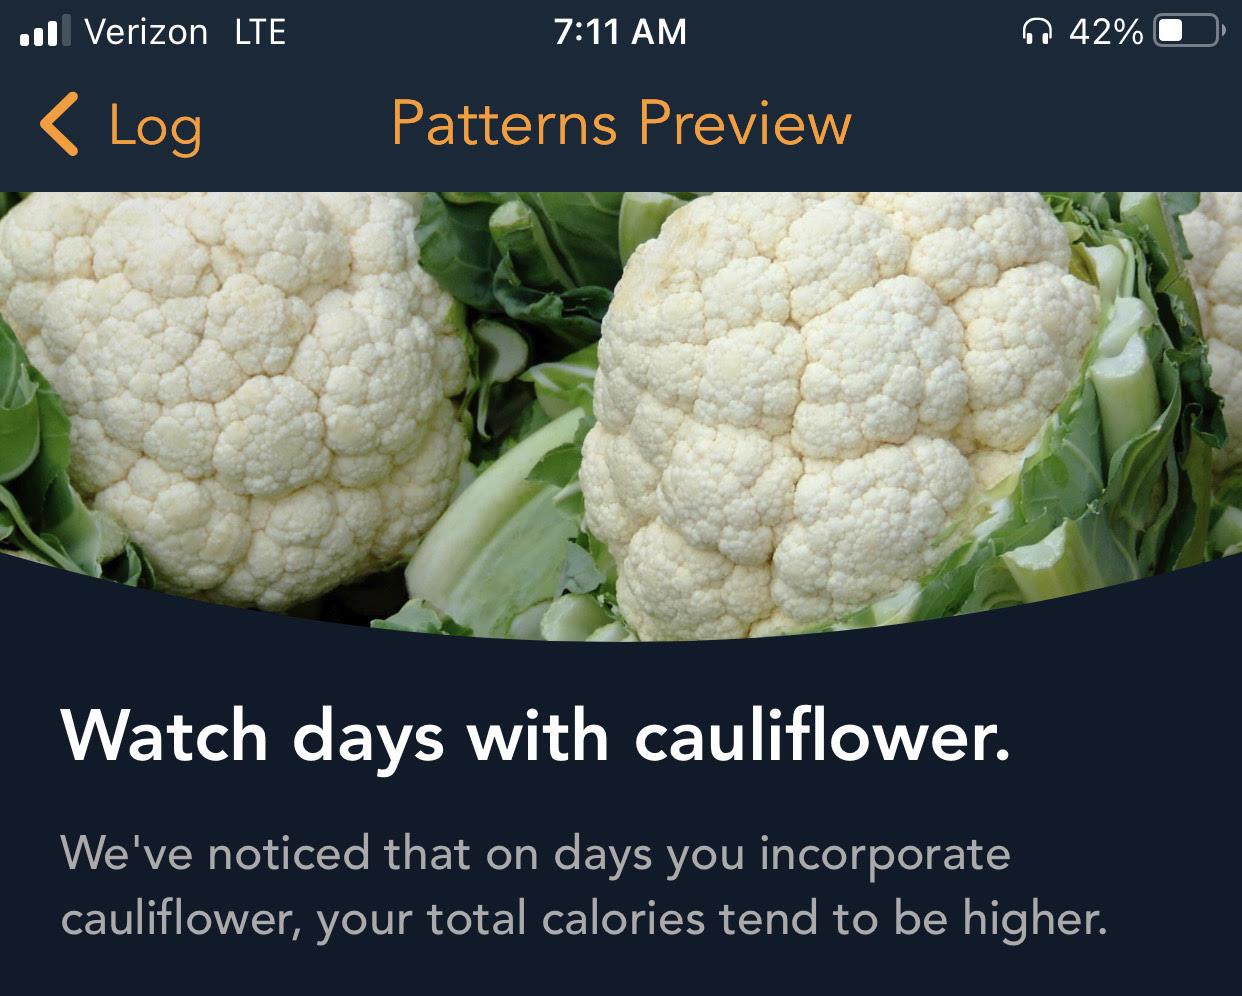 Verizon LTE 7:11 AM 42%
Log Patterns Preview
Watch days with cauliflower.
We've noticed that on days you incorporate
cauliflower, your total calories tend to be higher.